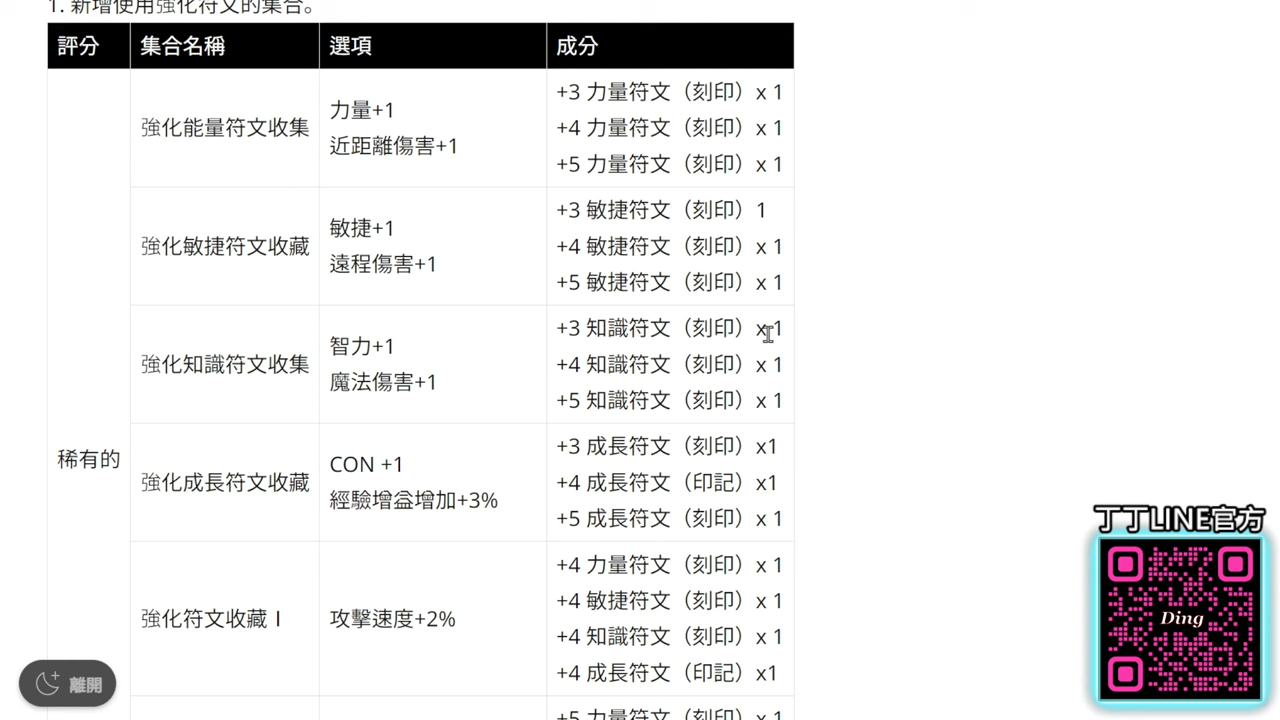 1. 新增使用強化符文的集合。
評分 集合名稱 選項 成分
稀有的
強化能量符文收集
力量+1
近距離傷害+1
+3 力量符文（刻印）x 1
+4 力量符文（刻印）x 1
+5 力量符文（刻印）x 1
強化敏捷符文收藏
敏捷+1
遠程傷害+1
+3 敏捷符文（刻印）1
+4 敏捷符文（刻印）x 1
+5 敏捷符文（刻印）x 1
強化知識符文收集
智力+1
魔法傷害+1
+3 知識符文（刻印）x 1
+4 知識符文（刻印）x 1
+5 知識符文（刻印）x 1
強化成長符文收藏
CON +1
經驗增益增加+3%
+3 成長符文（刻印）x1
+4 成長符文（印記）x1
+5 成長符文（刻印）x 1
強化符文收藏 I
攻擊速度+2%
+4 力量符文（刻印）x 1
+4 敏捷符文（刻印）x 1
+4 知識符文（刻印）x 1
+4 成長符文（印記）x1
+5 力量符文（刻印）x 1
離開
丁丁LINE官方
Ding